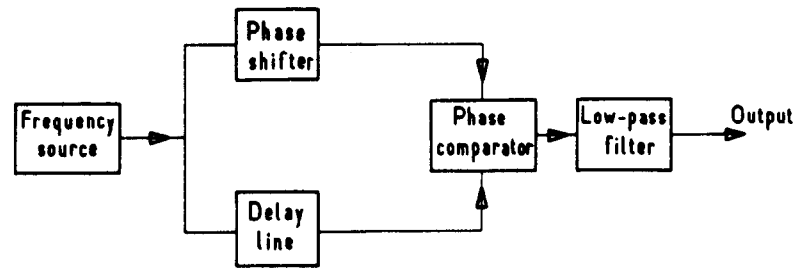 Phase
shifter
Frequency
source
Phase
comparator
Low-pass
filter
Output
Delay
line